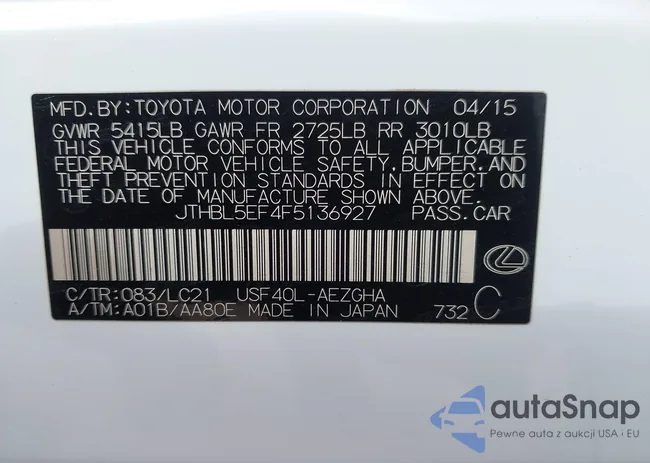 MFD.BY:TOYOTA MOTOR CORPORATION 04/15
GVWR 5415LB GAWR FR 2725LB RR 3010LB
THIS VEHICLE CONFORMS TO ALL APPLICABLE
FEDERAL MOTOR VEHICLE SAFETY,BUMPER,AND
THEFT PREVENTION STANDARDS IN EFFECT ON
THE DATE OF MANUFACTURE SHOWN ABOVE.
JTHBL5EF4F5136927 PASS.CAR
C/TR:083/LC21 USF40L-AEZGHA
A/TM:A01B/AA80E MADE IN JAPAN 732 C
autaSnap
Pewne auta z aukcji USA i EU